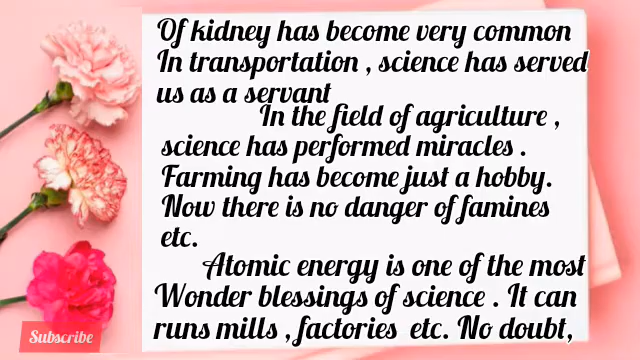 Of kidney has become very common
In transportation , science has served
us as a servant
In the field of agriculture ,
science has performed miracles .
Farming has become just a hobby.
Now there is no danger of famines
etc.
Atomic energy is one of the most
Wonder blessings of science . It can
runs mills , factories etc. No doubt,
Subscribe